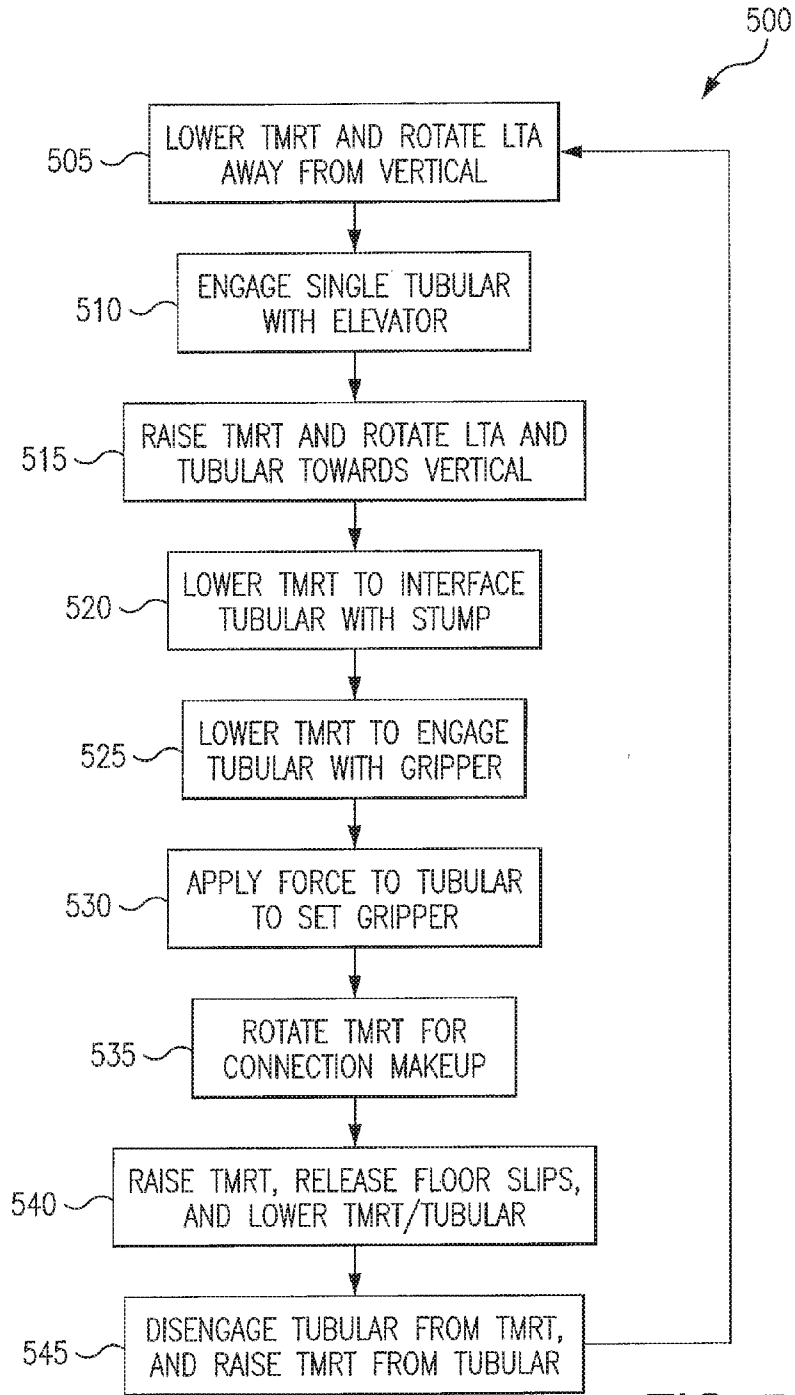 500
505
LOWER TMRT AND ROTATE LTA
AWAY FROM VERTICAL
510
ENGAGE SINGLE TUBULAR
WITH ELEVATOR
515
RAISE TMRT AND ROTATE LTA AND
TUBULAR TOWARDS VERTICAL
520
LOWER TMRT TO INTERFACE
TUBULAR WITH STUMP
525
LOWER TMRT TO ENGAGE
TUBULAR WITH GRIPPER
530
APPLY FORCE TO TUBULAR
TO SET GRIPPER
535
ROTATE TMRT FOR
CONNECTION MAKEUP
540
RAISE TMRT, RELEASE FLOOR SLIPS,
AND LOWER TMRT/TUBULAR
545
DISENGAGE TUBULAR FROM TMRT,
AND RAISE TMRT FROM TUBULAR